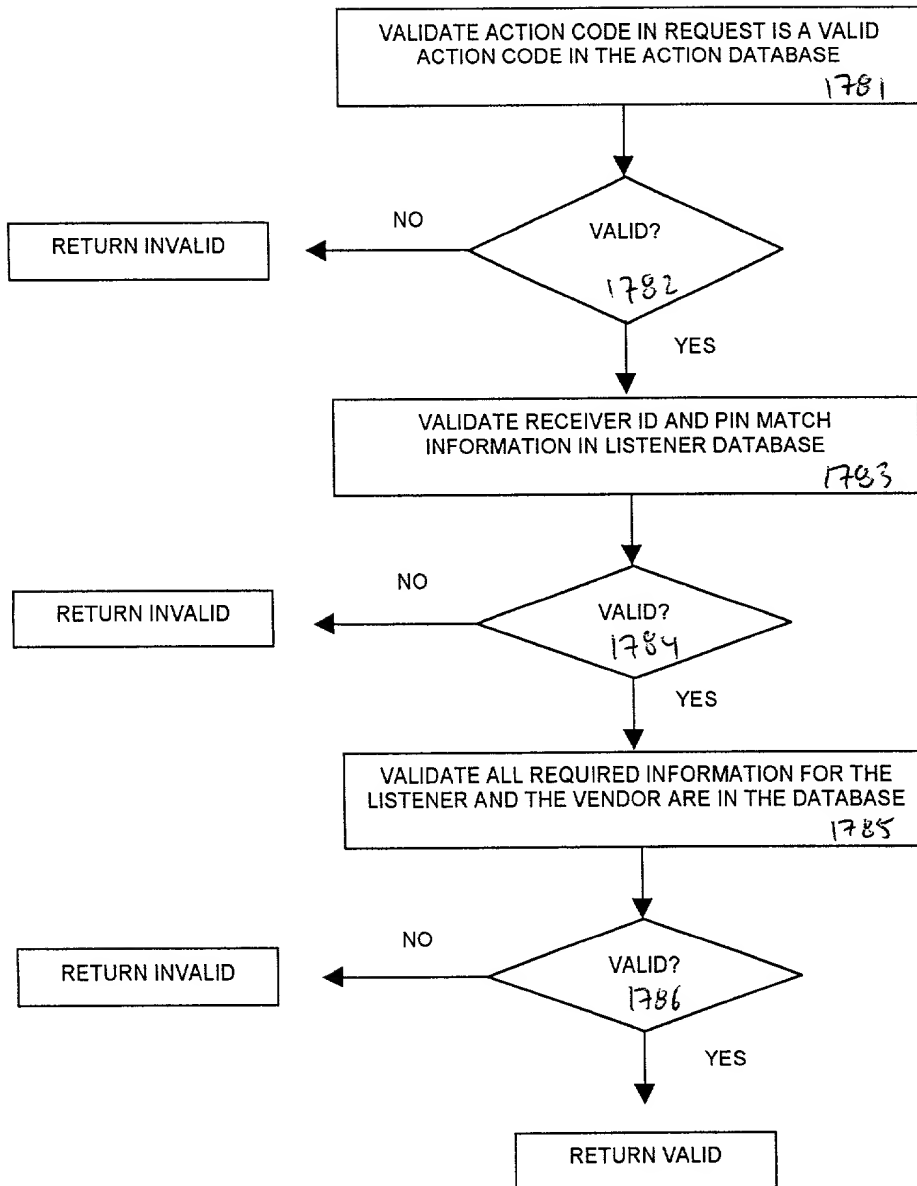 VALIDATE ACTION CODE IN REQUEST IS A VALID
ACTION CODE IN THE ACTION DATABASE
1781
NO
VALID?
RETURN INVALID
1782
YES
VALIDATE RECEIVER ID AND PIN MATCH
INFORMATION IN LISTENER DATABASE
1783
NO
VALID?
RETURN INVALID
1784
YES
VALIDATE ALL REQUIRED INFORMATION FOR THE
LISTENER AND THE VENDOR ARE IN THE DATABASE
1785
NO
VALID?
RETURN INVALID
1786
YES
RETURN VALID